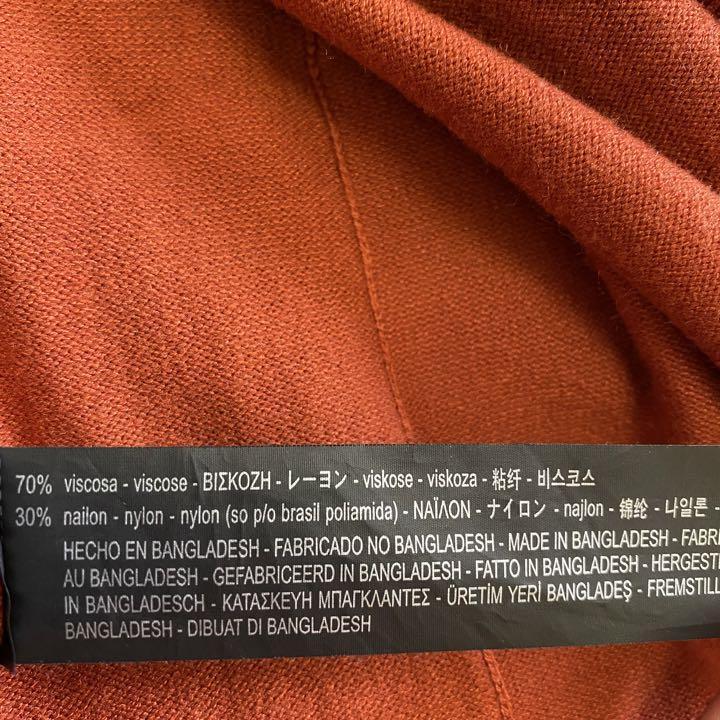 70% viscosa - viscose - ΒΙΣΚΟΖΗ - レーヨン - viskose - viskoza - 粘纤 - 비스코스
30% naiłon - nylon - nylon (so p/o brasil poliamida) - ΝΑΪΛΟΝ - ナイロン - najlon - 锦纶 - 나일론 -
HECHO EN BANGLADESH - FABRICADO NO BANGLADESH - MADE IN BANGLADESH - FABRI
AU BANGLADESH - GEFABRICEERD IN BANGLADESH - FATTO IN BANGLADESH - HERGESTE
IN BANGLADESCH - ΚΑΤΑΣΚΕΥΗ ΜΠΑΓΚΛΑΝΤΕΣ - ÜRETİM YERİ BANGLADEŞ - FREMSTILL
BANGLADESH - DIBUAT DI BANGLADESH